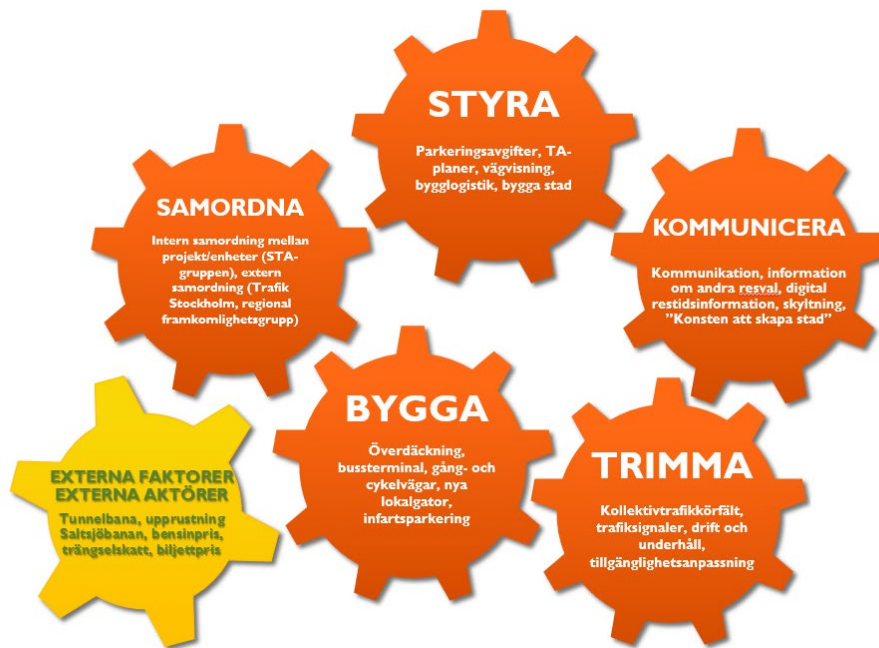 STYRA
Parkeringsavgifter, TA-
planer, vägvisning,
bygglogistik, bygga stad
SAMORDNA
Intern samordning mellan
projekt/enheter (STA-
gruppen), extern
samordning (Trafik
Stockholm, regional
framkomlighetsgrupp)
KOMMUNICERA
Kommunikation, information
om andra resval, digital
restidsinformation, skyltning,
”Konsten att skapa stad”
BYGGA
Överdäckning,
bussterminal, gång- och
cykelvägar, nya
lokalgator,
infartsparkering
TRIMMA
Kollektivtrafikkörfält,
trafiksignaler, drift och
underhåll,
tillgänglighetsanpassning
EXTERNA FAKTORER
EXTERNA AKTÖRER
Tunnelbana, upprustning
Saltsjöbanan, bensinpris,
trängselskatt, biljettpris